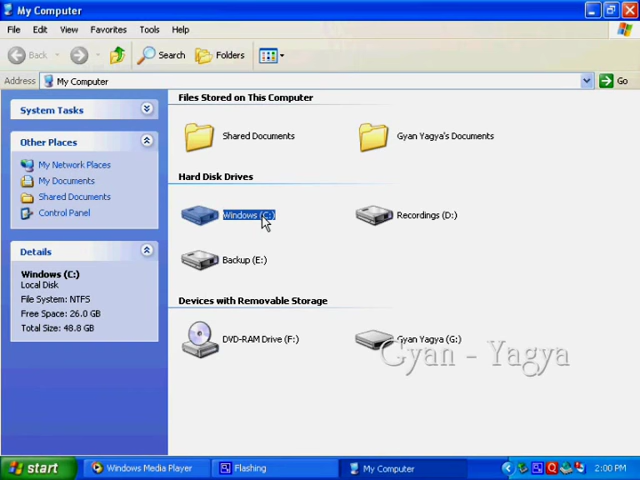 My Computer
File Edit View Favorites Tools Help
Back Search Folders
Address My Computer Go
System Tasks
Other Places
My Network Places
My Documents
Shared Documents
Control Panel
Details
Windows (C:)
Local Disk
File System: NTFS
Free Space: 26.0 GB
Total Size: 48.8 GB
Files Stored on This Computer
Shared Documents Gyan Yagya's Documents
Hard Disk Drives
Windows (C:) Recordings (D:)
Backup (E:)
Devices with Removable Storage
DVD-RAM Drive (F:) Gyan Yagya (G:)
Gyan - Yagya
start Windows Media Player Flashing My Computer 2:00 PM